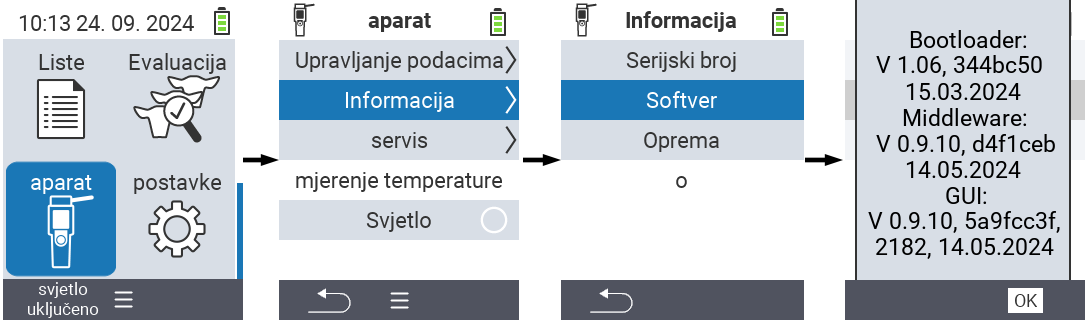 10:13 24. 09. 2024
Liste
Evaluacija
aparat
postavke
svjetlo
uključeno
aparat
Upravljanje podacima
Informacija
servis
mjerenje temperature
Svjetlo
Informacija
Serijski broj
Softver
Oprema
o
Bootloader:
V 1.06, 344bc50
15.03.2024
Middleware:
V 0.9.10, d4f1ceb
14.05.2024
GUI:
V 0.9.10, 5a9fcc3f,
2182, 14.05.2024
OK